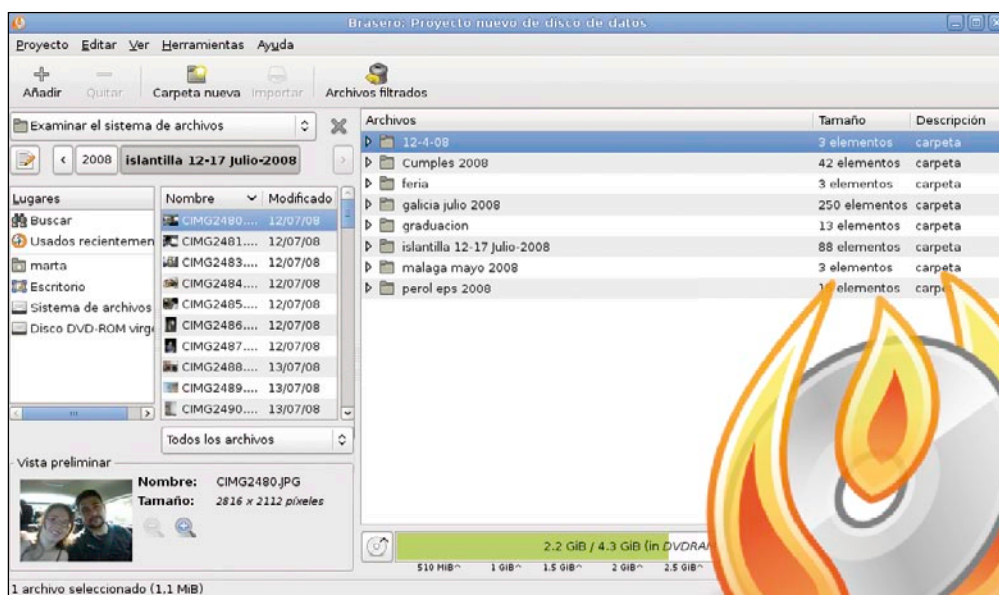 Brasero: Proyecto nuevo de disco de datos
Proyecto Editar Ver Herramientas Ayuda
Añadir Quitar Carpeta nueva Importar Archivos filtrados
Examinar el sistema de archivos
2008 islantilla 12-17 Julio-2008
Lugares
Buscar
Usados recientemen
marta
Escritorio
Sistema de archivos
Disco DVD-ROM virge
Nombre Modificado
CIMG2480.... 12/07/08
CIMG2481.... 12/07/08
CIMG2483.... 12/07/08
CIMG2484.... 12/07/08
CIMG2485.... 12/07/08
CIMG2486.... 12/07/08
CIMG2487.... 12/07/08
CIMG2488.... 13/07/08
CIMG2489.... 13/07/08
CIMG2490.... 13/07/08
Todos los archivos
Vista preliminar
Nombre: CIMG2480.JPG
Tamaño: 2816 x 2112 píxeles
Archivos Tamaño Descripción
12-4-08 3 elementos carpeta
Cumples 2008 42 elementos carpeta
feria 3 elementos carpeta
galicia julio 2008 250 elementos carpeta
graduacion 13 elementos carpeta
islantilla 12-17 Julio-2008 88 elementos carpeta
malaga mayo 2008 3 elementos carpeta
perol eps 2008 elementos carpe
2.2 GiB / 4.3 GiB (in DVDRA
510 MiB^ 1 GiB^ 1.5 GiB^ 2 GiB^ 2.5 GiB^
1 archivo seleccionado (1.1 MiB)